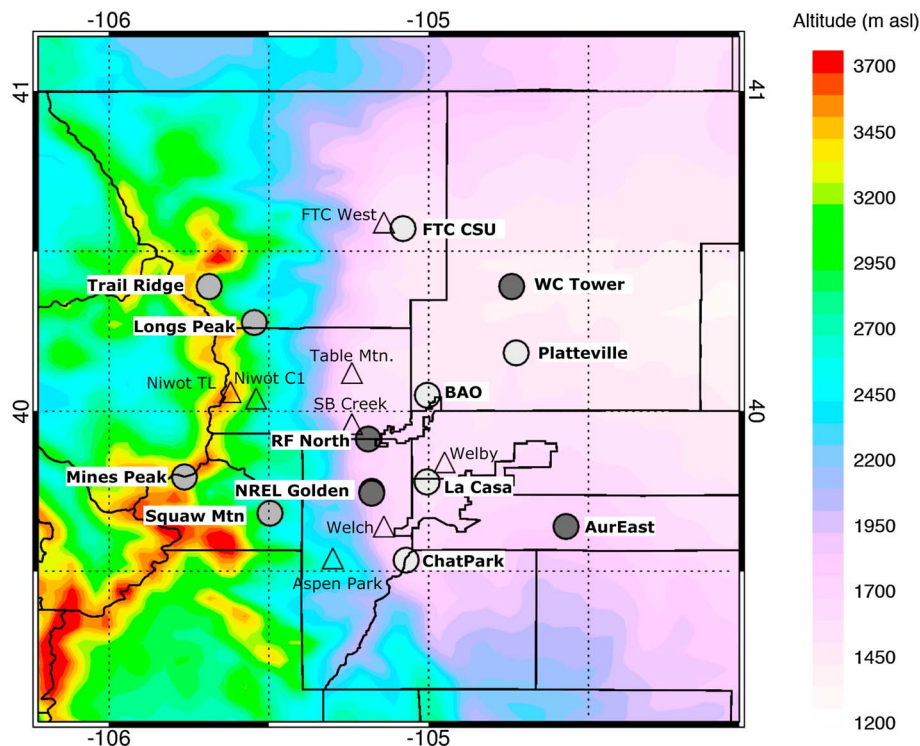 -106
-105
Altitude (m asl)
41
41
3700
3450
3200
2950
2700
2450
2200
1950
1700
1450
1200
FTC West
FTC CSU
Trail Ridge
WC Tower
Longs Peak
Platteville
Table Mtn.
Niwot TL
Niwot C1
BAO
40
40
SB Creek
RF North
Welby
Mines Peak
NREL Golden
La Casa
Squaw Mtn
Welch
AurEast
Aspen Park
ChatPark
-106
-105